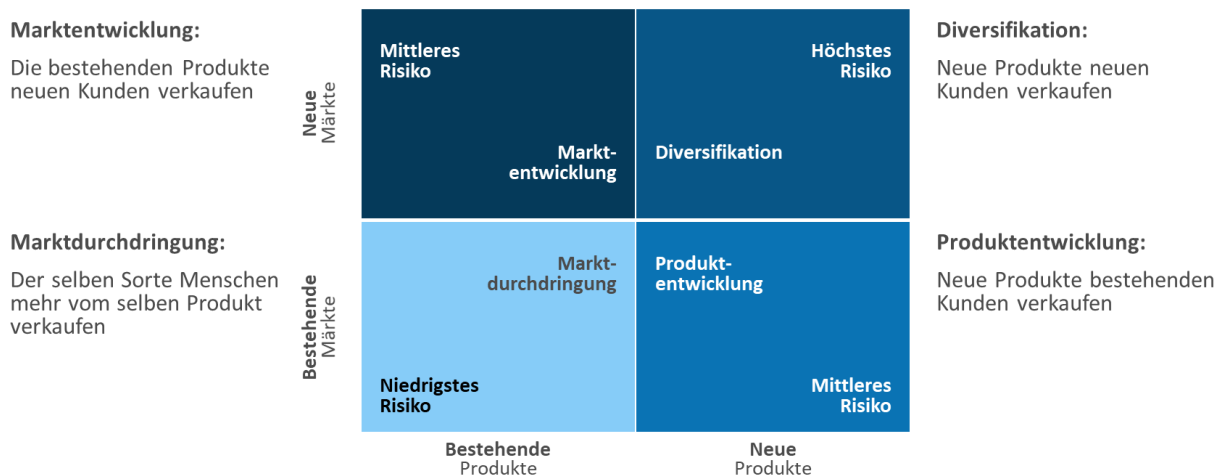 Marktentwicklung:
Die bestehenden Produkte
neuen Kunden verkaufen
Neue
Märkte
Mittleres
Risiko
Markt-
entwicklung
Höchstes
Risiko
Diversifikation
Diversifikation:
Neue Produkte neuen
Kunden verkaufen
Marktdurchdringung:
Der selben Sorte Menschen
mehr vom selben Produkt
verkaufen
Bestehende
Märkte
Markt-
durchdringung
Niedrigstes
Risiko
Produkt-
entwicklung
Mittleres
Risiko
Produktentwicklung:
Neue Produkte bestehenden
Kunden verkaufen
Bestehende
Produkte
Neue
Produkte